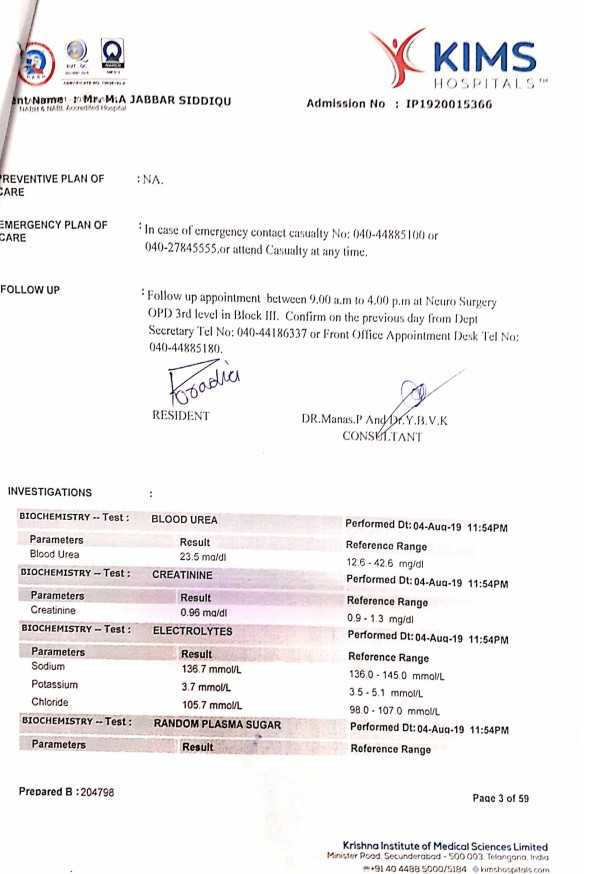 KIMS
HOSPITALS™
nt Name : Mr. M.A JABBAR SIDDIQU
NABH & NABL Accredited Hospital
Admission No : IP1920015366
PREVENTIVE PLAN OF : NA.
CARE
EMERGENCY PLAN OF : In case of emergency contact casualty No: 040-44885100 or
CARE 040-27845555,or attend Casualty at any time.
FOLLOW UP : Follow up appointment between 9.00 a.m to 4.00 p.m at Neuro Surgery
OPD 3rd level in Block III. Confirm on the previous day from Dept
Secretary Tel No: 040-44186337 or Front Office Appointment Desk Tel No:
040-44885180.
RESIDENT
DR.Manas.P And Dr.Y.B.V.K
CONSULTANT
INVESTIGATIONS :
BIOCHEMISTRY -- Test : BLOOD UREA Performed Dt: 04-Aug-19 11:54PM
Parameters Result Reference Range
Blood Urea 23.5 mg/dl 12.6 - 42.6 mg/dl
BIOCHEMISTRY -- Test : CREATININE Performed Dt: 04-Aug-19 11:54PM
Parameters Result Reference Range
Creatinine 0.96 mg/dl 0.9 - 1.3 mg/dl
BIOCHEMISTRY -- Test : ELECTROLYTES Performed Dt: 04-Aug-19 11:54PM
Parameters Result Reference Range
Sodium 136.7 mmol/L 136.0 - 145.0 mmol/L
Potassium 3.7 mmol/L 3.5 - 5.1 mmol/L
Chloride 105.7 mmol/L 98.0 - 107.0 mmol/L
BIOCHEMISTRY -- Test : RANDOM PLASMA SUGAR Performed Dt: 04-Aug-19 11:54PM
Parameters Result Reference Range
Prepared B : 204798
Page 3 of 59
Krishna Institute of Medical Sciences Limited
Minister Road, Secunderabad - 500 003. Telangana, India
+91 40 4488 5000/5184 kimshospitals.com